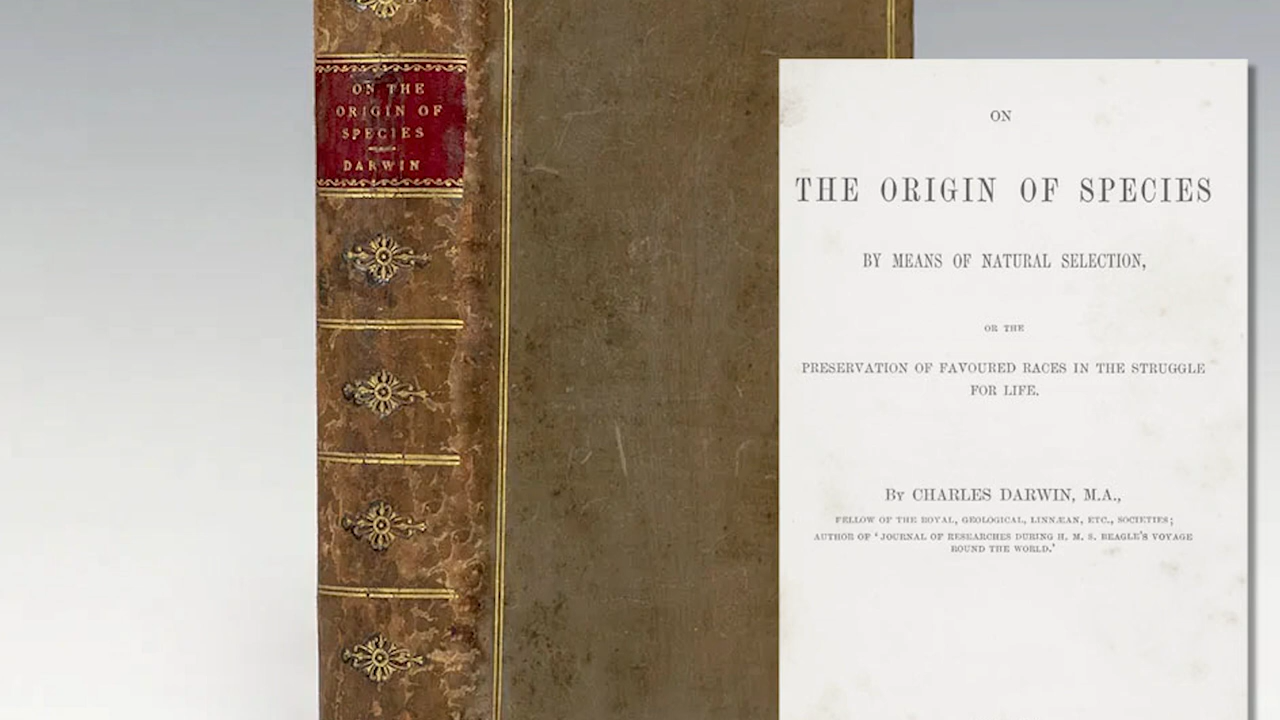 ON THE
ORIGIN OF
SPECIES
DARWIN
ON
THE ORIGIN OF SPECIES
BY MEANS OF NATURAL SELECTION,
OR THE
PRESERVATION OF FAVOURED RACES IN THE STRUGGLE
FOR LIFE.
By CHARLES DARWIN, M.A.,
FELLOW OF THE ROYAL, GEOLOGICAL, LINNÆAN, ETC., SOCIETIES;
AUTHOR OF ‘JOURNAL OF RESEARCHES DURING H. M. S. BEAGLE'S VOYAGE
ROUND THE WORLD.’